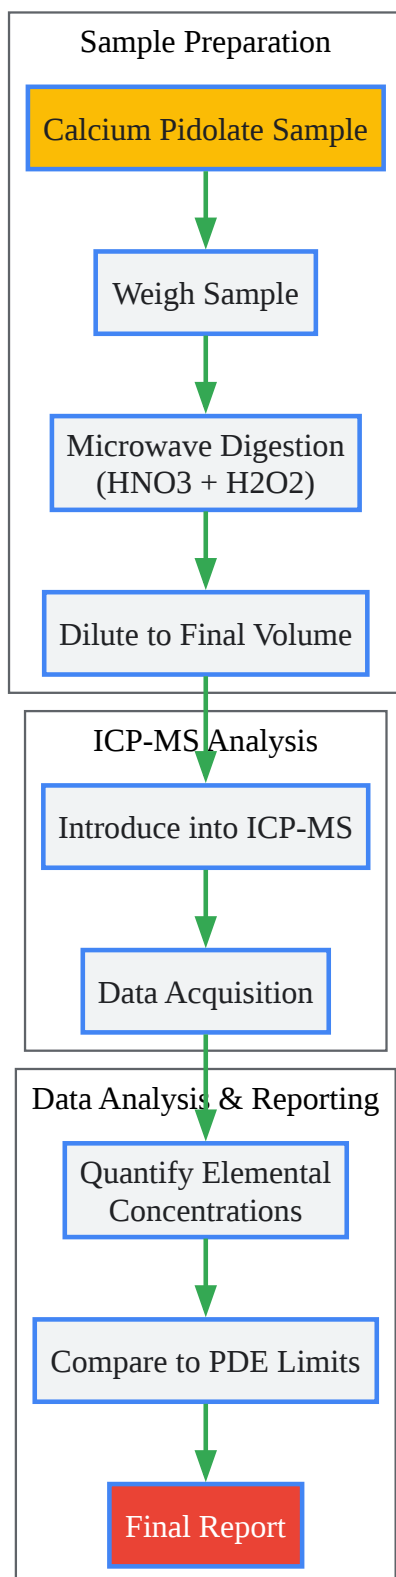 Sample Preparation
Calcium Pidolate Sample
Weigh Sample
Microwave Digestion
(HNO3 + H2O2)
Dilute to Final Volume
ICP-MS Analysis
Introduce into ICP-MS
Data Acquisition
Data Analysis & Reporting
Quantify Elemental
Concentrations
Compare to PDE Limits
Final Report